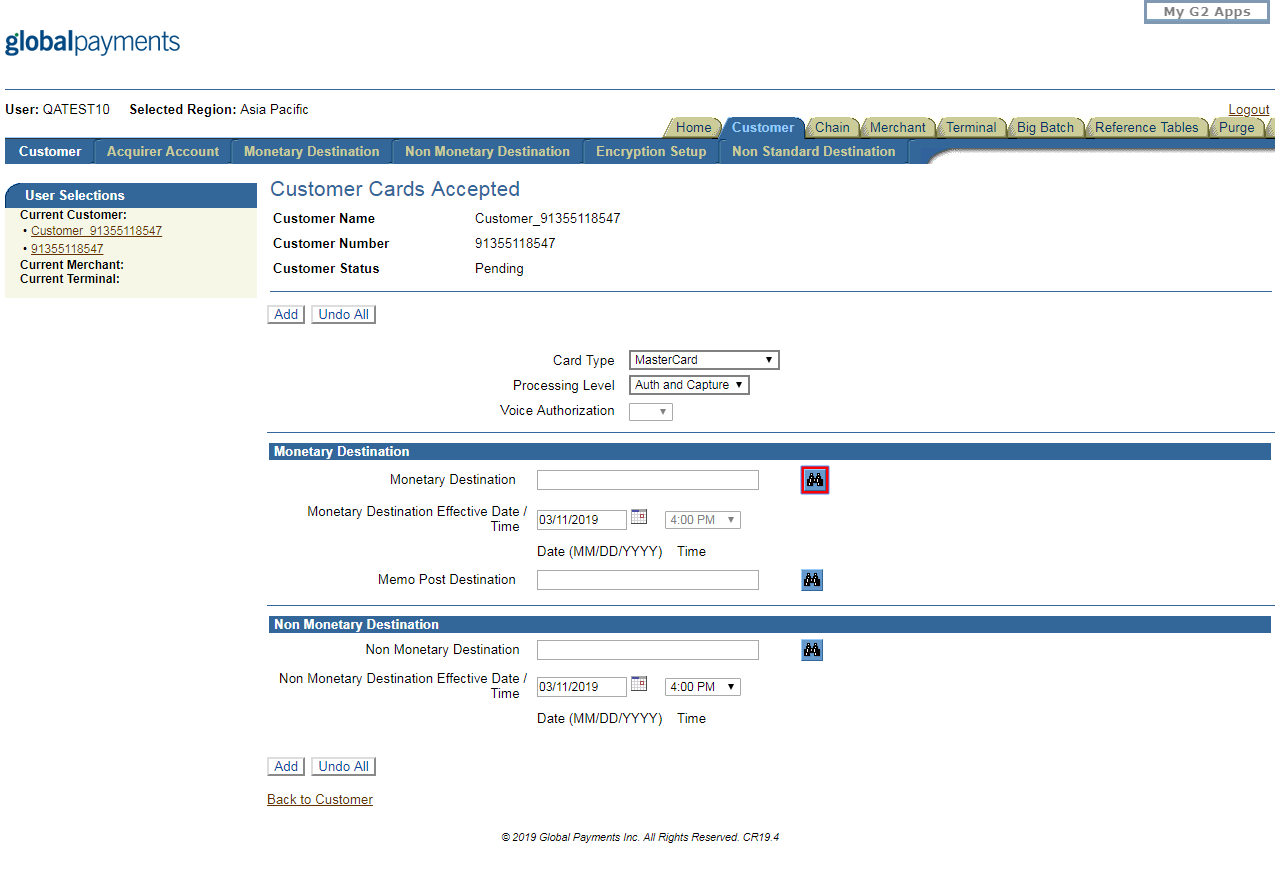 My G2 Apps
globalpayments
User: QATEST10 Selected Region: Asia Pacific
Logout
Home Customer Chain Merchant Terminal Big Batch Reference Tables Purge
Customer Acquirer Account Monetary Destination Non Monetary Destination Encryption Setup Non Standard Destination
User Selections
Current Customer:
• Customer_91355118547
• 91355118547
Current Merchant:
Current Terminal:
Customer Cards Accepted
Customer Name Customer_91355118547
Customer Number 91355118547
Customer Status Pending
Add Undo All
Card Type MasterCard
Processing Level Auth and Capture
Voice Authorization
Monetary Destination
Monetary Destination
Monetary Destination Effective Date /
Time 03/11/2019 4:00 PM
Date (MM/DD/YYYY) Time
Memo Post Destination
Non Monetary Destination
Non Monetary Destination
Non Monetary Destination Effective Date /
Time 03/11/2019 4:00 PM
Date (MM/DD/YYYY) Time
Add Undo All
Back to Customer
© 2019 Global Payments Inc. All Rights Reserved. CR19.4